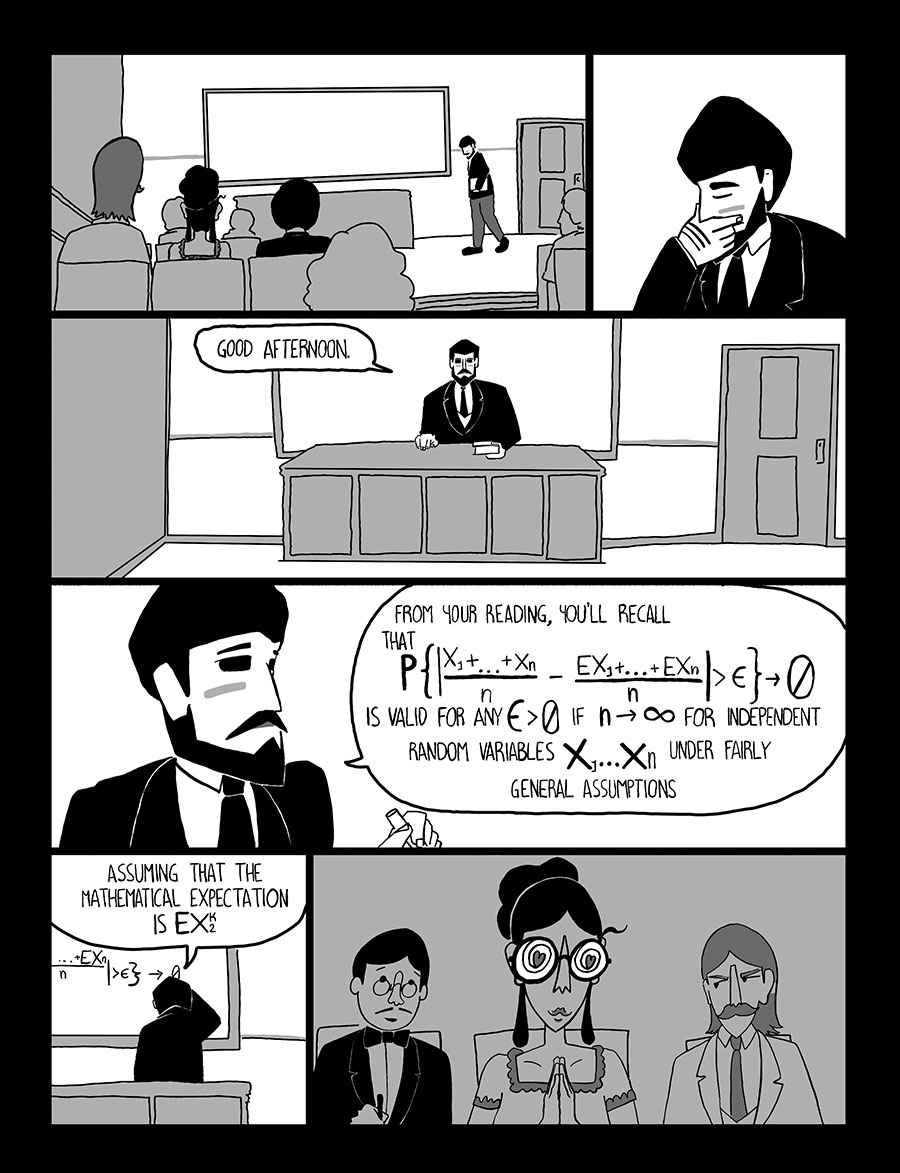 GOOD AFTERNOON.
FROM YOUR READING, YOU'LL RECALL
THAT
P{|X₁+...+Xn/n − EX₁+...+EXn/n|>ϵ}→0
IS VALID FOR ANY ϵ>0 IF n→∞ FOR INDEPENDENT
RANDOM VARIABLES X₁...Xn UNDER FAIRLY
GENERAL ASSUMPTIONS
ASSUMING THAT THE
MATHEMATICAL EXPECTATION
IS EX₂ᴷ
...+EXn/n|>ϵ}→0